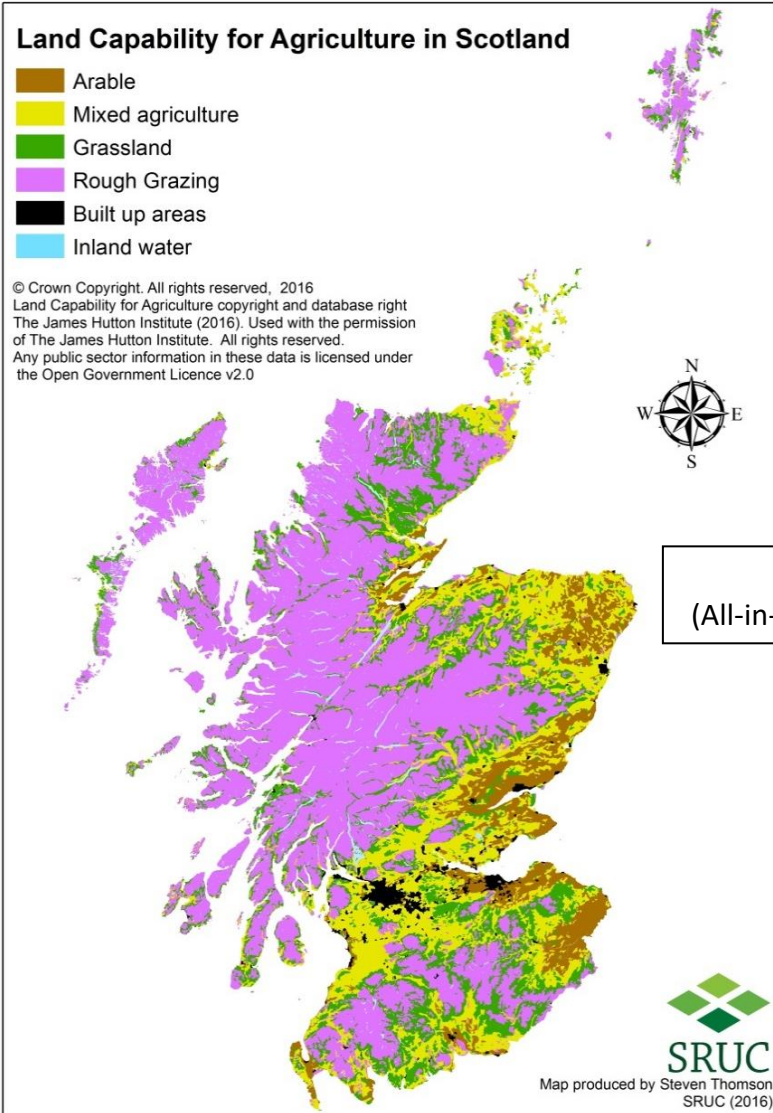 Land Capability for Agriculture in Scotland
Arable
Mixed agriculture
Grassland
Rough Grazing
Built up areas
Inland water
© Crown Copyright. All rights reserved, 2016
Land Capability for Agriculture copyright and database right
The James Hutton Institute (2016). Used with the permission
of The James Hutton Institute. All rights reserved.
Any public sector information in these data is licensed under
the Open Government Licence v2.0
N
W E
S
(All-in-
SRUC
Map produced by Steven Thomson
SRUC (2016)